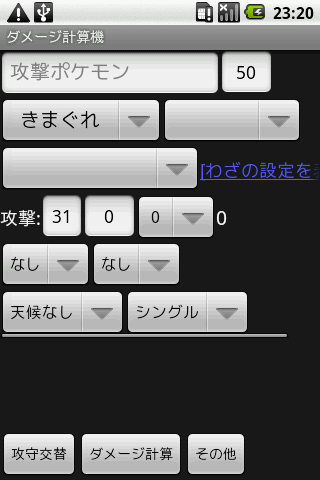 23:20
ダメージ計算機
攻撃ポケモン 50
きまぐれ
[わざの設定を
攻撃: 31 0 0 0
なし なし
天候なし シングル
攻守交替 ダメージ計算 その他